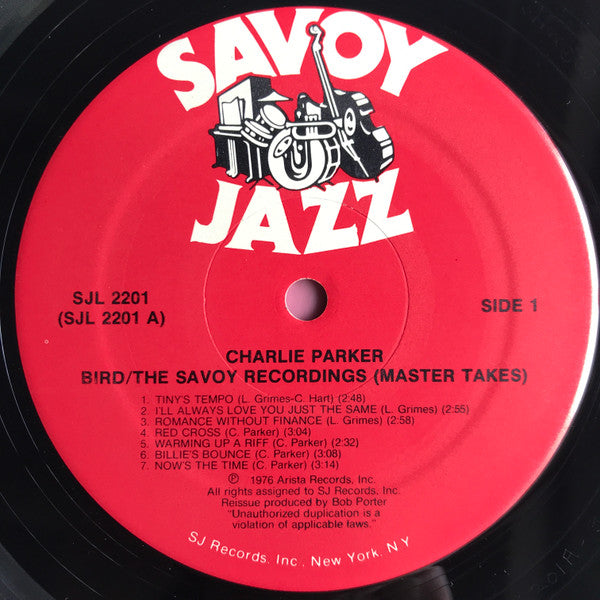 SAVOY
JAZZ
SJL 2201
(SJL 2201 A)
SIDE 1
CHARLIE PARKER
BIRD/THE SAVOY RECORDINGS (MASTER TAKES)
1. TINY'S TEMPO (L. Grimes-C. Hart) (2:48)
2. I'LL ALWAYS LOVE YOU JUST THE SAME (L. Grimes) (2:55)
3. ROMANCE WITHOUT FINANCE (L. Grimes) (2:58)
4. RED CROSS (C. Parker) (3:04)
5. WARMING UP A RIFF (C. Parker) (2:32)
6. BILLIE'S BOUNCE (C. Parker) (3:08)
7. NOW'S THE TIME (C. Parker) (3:14)
℗ 1976 Arista Records, Inc.
All rights assigned to SJ Records, Inc.
Reissue produced by Bob Porter
"Unauthorized duplication is a
violation of applicable laws."
SJ Records, Inc., New York, N.Y.